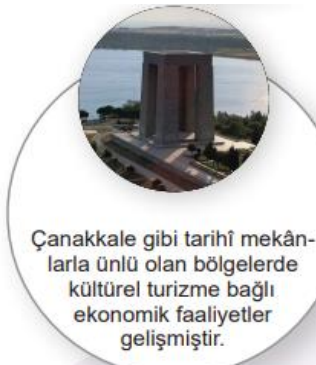 Çanakkale gibi tarihî mekân-
larla ünlü olan bölgelerde
kültürel turizme bağlı
ekonomik faaliyetler
gelişmiştir.